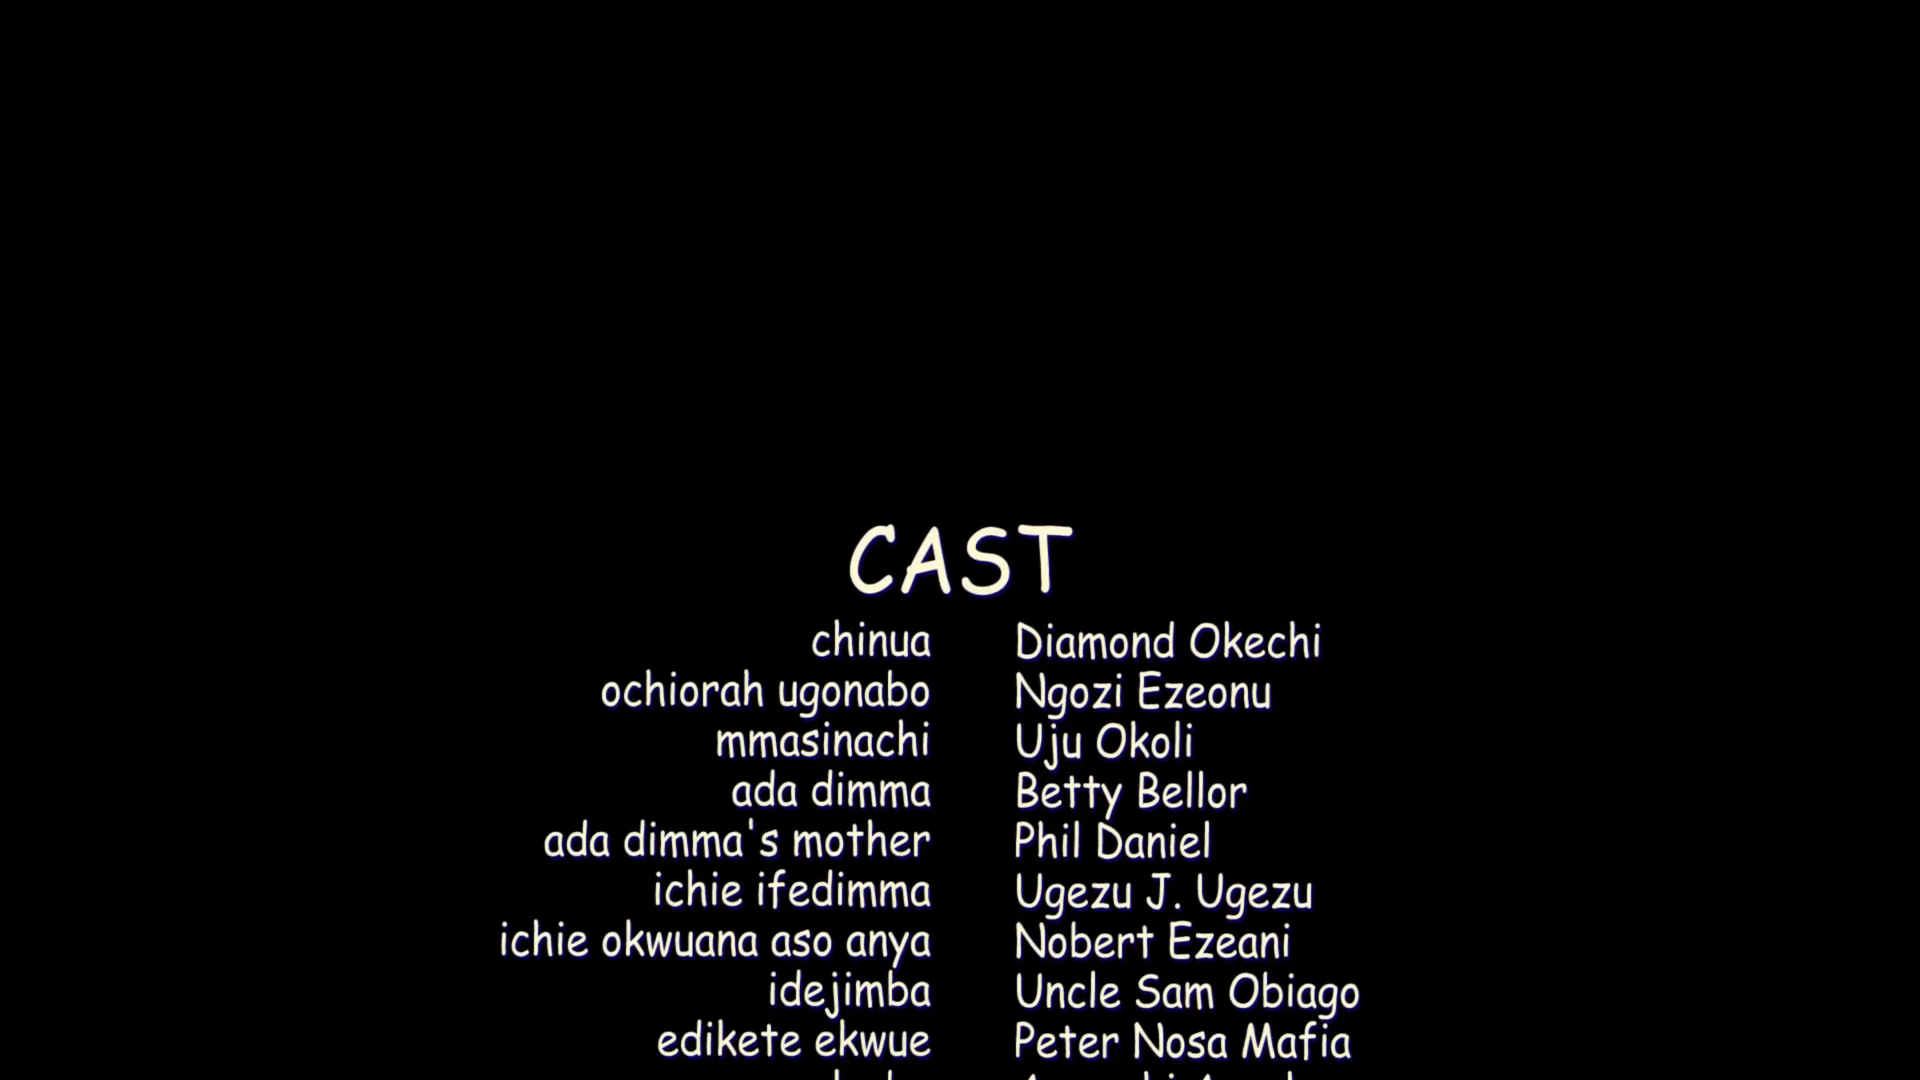 CAST
chinua Diamond Okechi
ochiorah ugonabo Ngozi Ezeonu
mmasinachi Uju Okoli
ada dimma Betty Bellor
ada dimma's mother Phil Daniel
ichie ifedimma Ugezu J. Ugezu
ichie okwuana aso anya Nobert Ezeani
idejimba Uncle Sam Obiago
edikete ekwue Peter Nosa Mafia